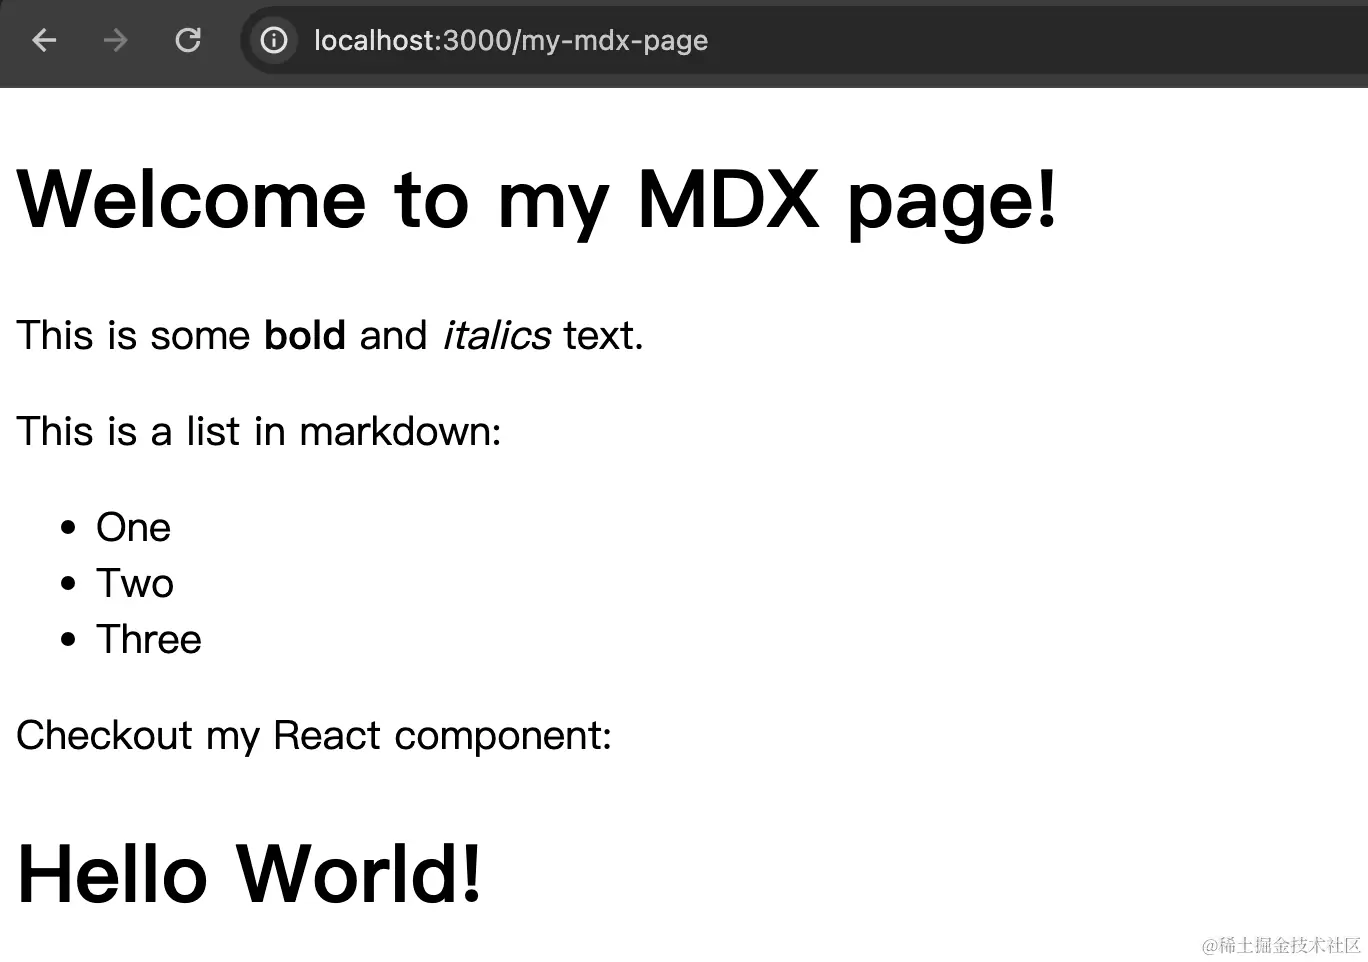 localhost:3000/my-mdx-page
Welcome to my MDX page!
This is some bold and italics text.
This is a list in markdown:
• One
• Two
• Three
Checkout my React component:
Hello World!
@稀土掘金技术社区